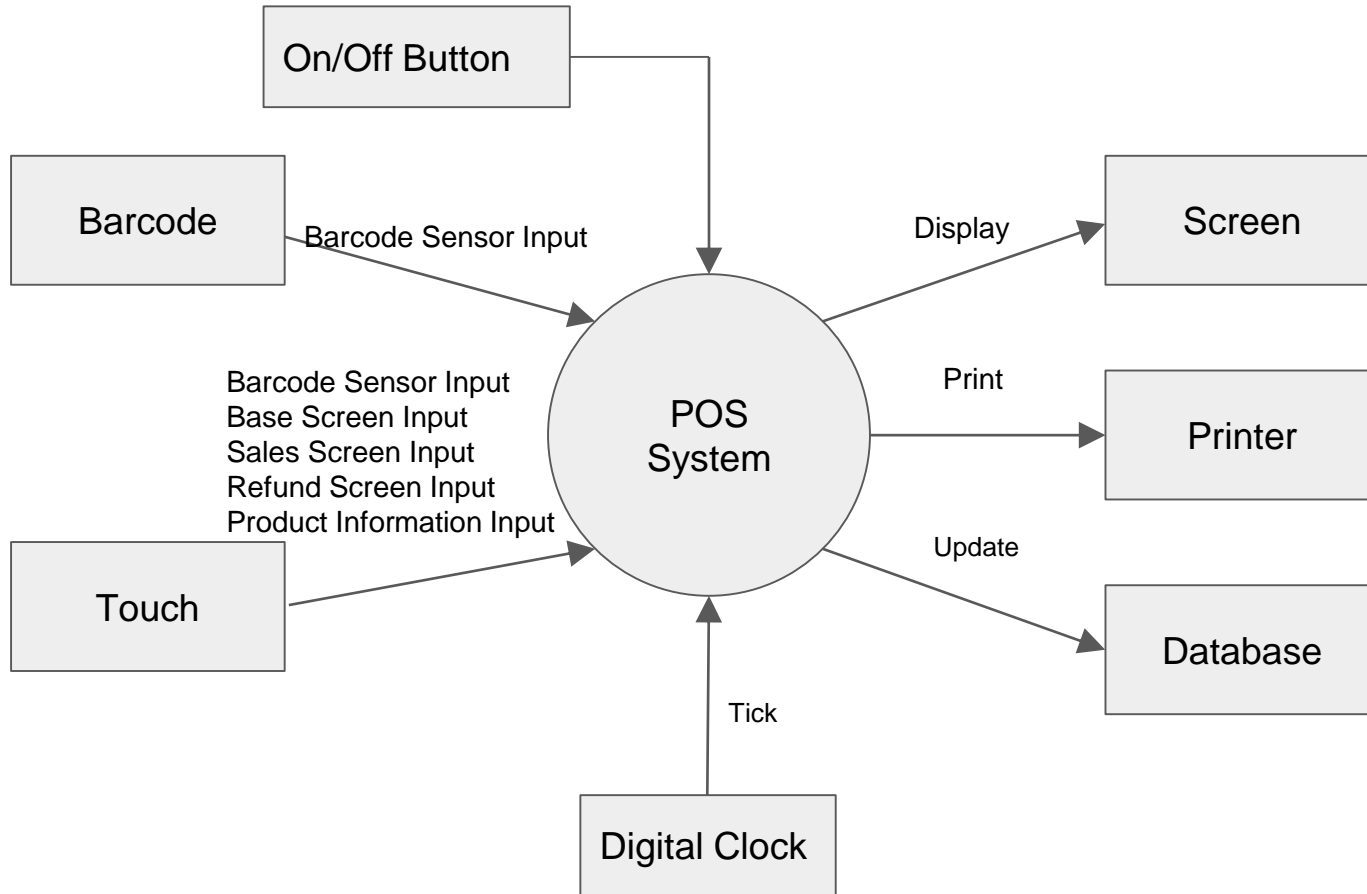 On/Off Button
Barcode
Barcode Sensor Input
Display
Screen
Barcode Sensor Input
Base Screen Input
Sales Screen Input
Refund Screen Input
Product Information Input
POS
System
Print
Printer
Touch
Update
Database
Tick
Digital Clock